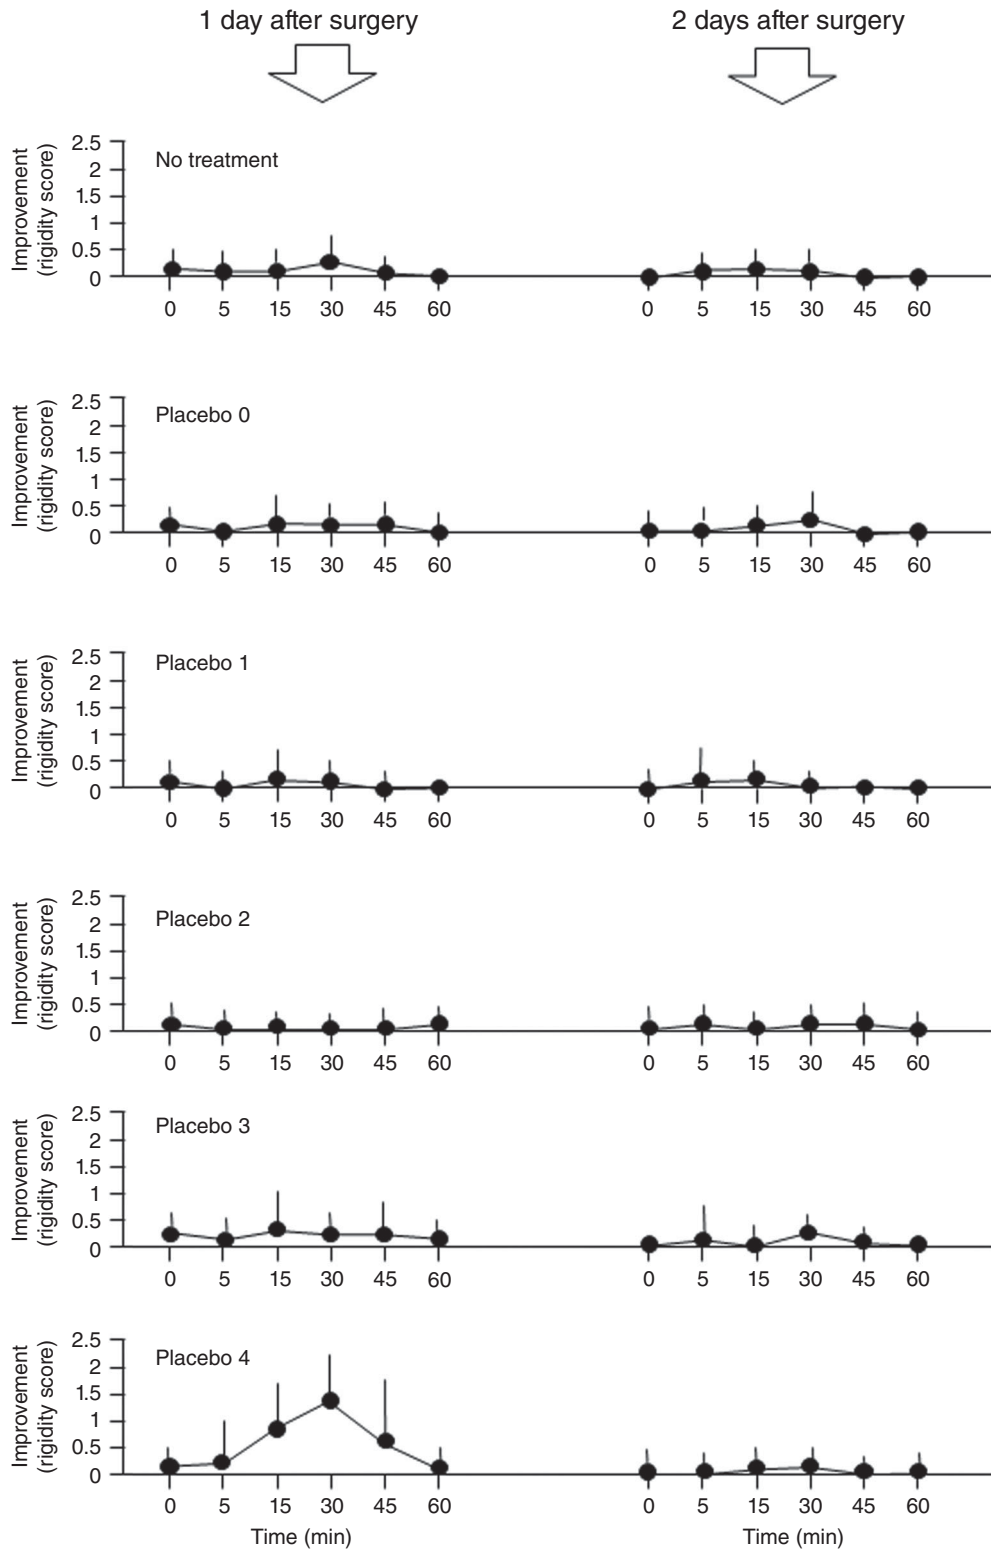 1 day after surgery
2 days after surgery
Improvement
(rigidity score)
2.5
2
1.5
1
0.5
0
No treatment
0 5 15 30 45 60
0 5 15 30 45 60
Improvement
(rigidity score)
2.5
2
1.5
1
0.5
0
Placebo 0
0 5 15 30 45 60
0 5 15 30 45 60
Improvement
(rigidity score)
2.5
2
1.5
1
0.5
0
Placebo 1
0 5 15 30 45 60
0 5 15 30 45 60
Improvement
(rigidity score)
2.5
2
1.5
1
0.5
0
Placebo 2
0 5 15 30 45 60
0 5 15 30 45 60
Improvement
(rigidity score)
2.5
2
1.5
1
0.5
0
Placebo 3
0 5 15 30 45 60
0 5 15 30 45 60
Improvement
(rigidity score)
2.5
2
1.5
1
0.5
0
Placebo 4
0 5 15 30 45 60
0 5 15 30 45 60
Time (min)
Time (min)